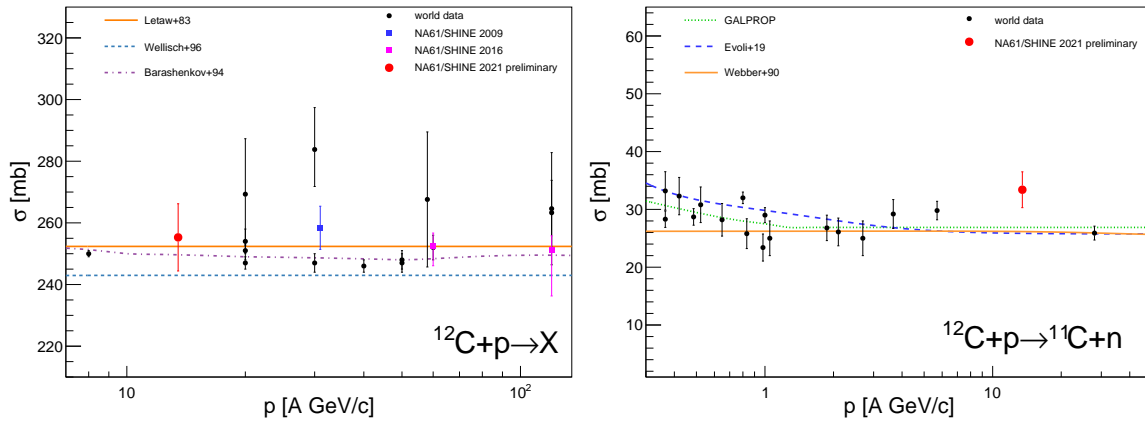 Letaw+83
Wellisch+96
Barashenkov+94
world data
NA61/SHINE 2009
NA61/SHINE 2016
NA61/SHINE 2021 preliminary
320
300
280
260
240
220
σ [mb]
¹²C+p→X
10
10²
p [A GeV/c]
GALPROP
Evoli+19
Webber+90
world data
NA61/SHINE 2021 preliminary
60
50
40
30
20
10
σ [mb]
¹²C+p→¹¹C+n
1
10
p [A GeV/c]